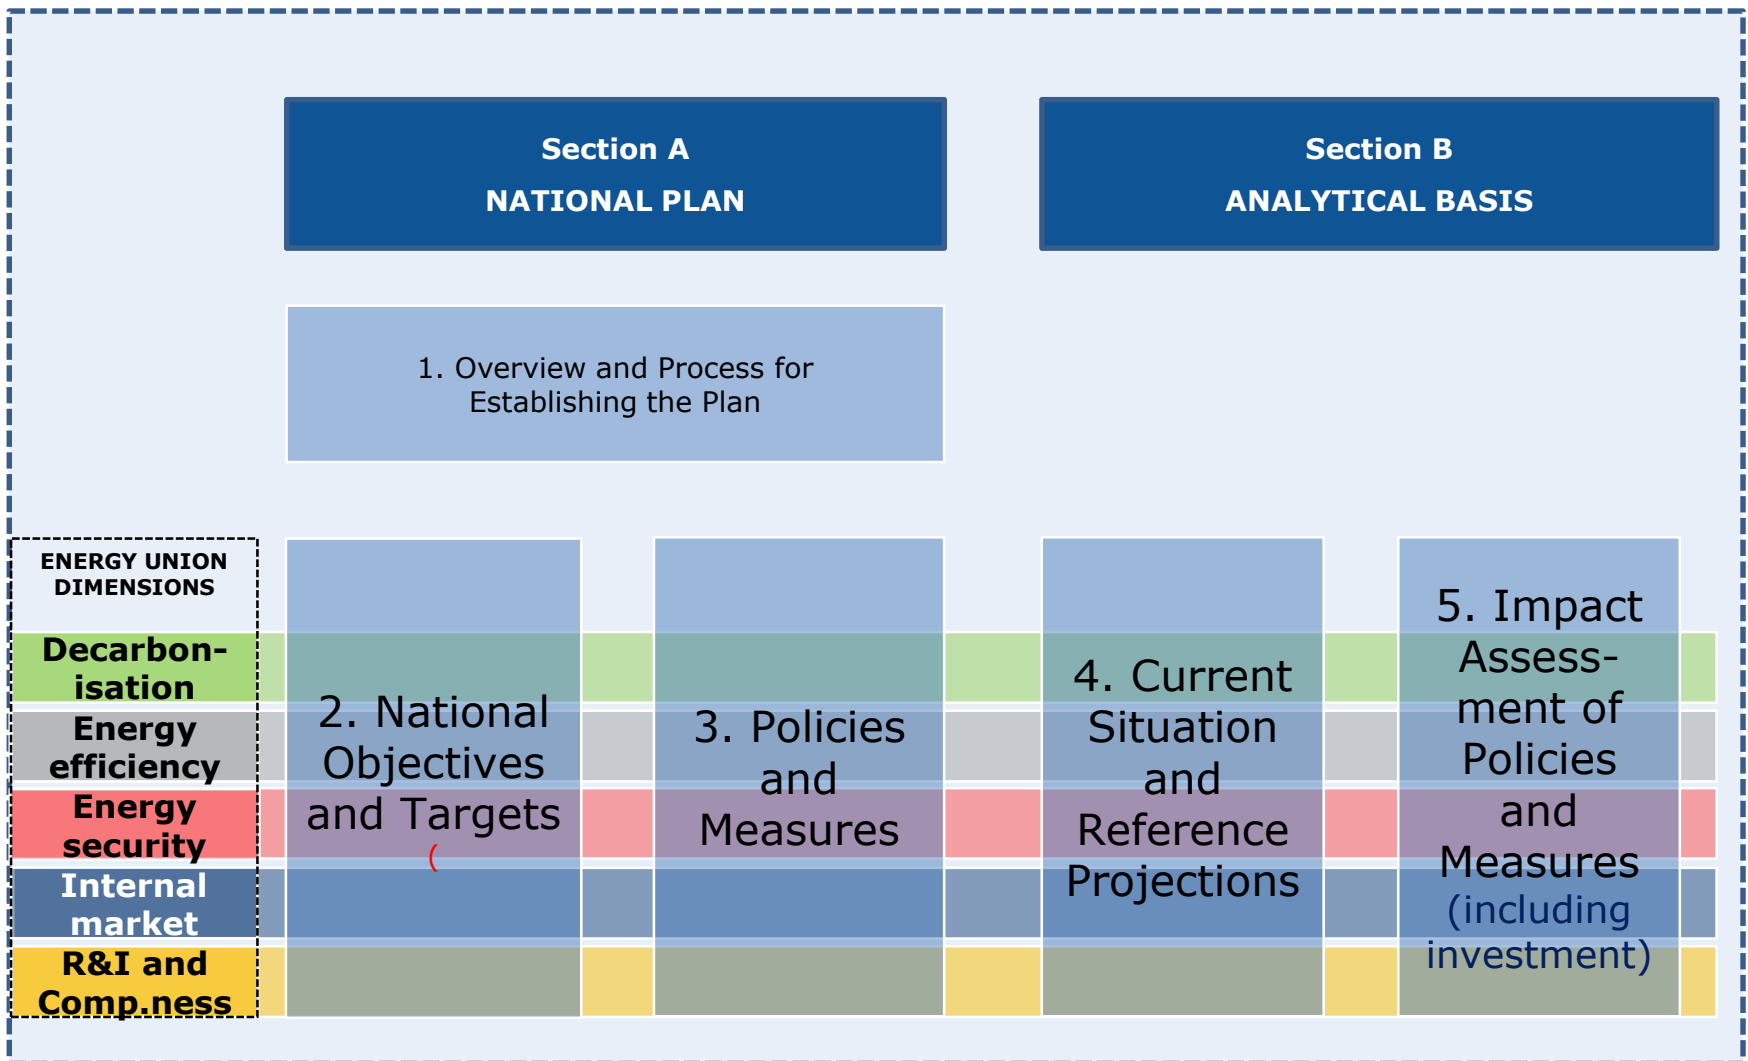 Section A
NATIONAL PLAN
Section B
ANALYTICAL BASIS
1. Overview and Process for
Establishing the Plan
ENERGY UNION
DIMENSIONS
Decarbon-
isation
Energy
efficiency
Energy
security
Internal
market
R&I and
Comp.ness
2. National
Objectives
and Targets
(
3. Policies
and
Measures
4. Current
Situation
and
Reference
Projections
5. Impact
Assess-
ment of
Policies
and
Measures
(including
investment)